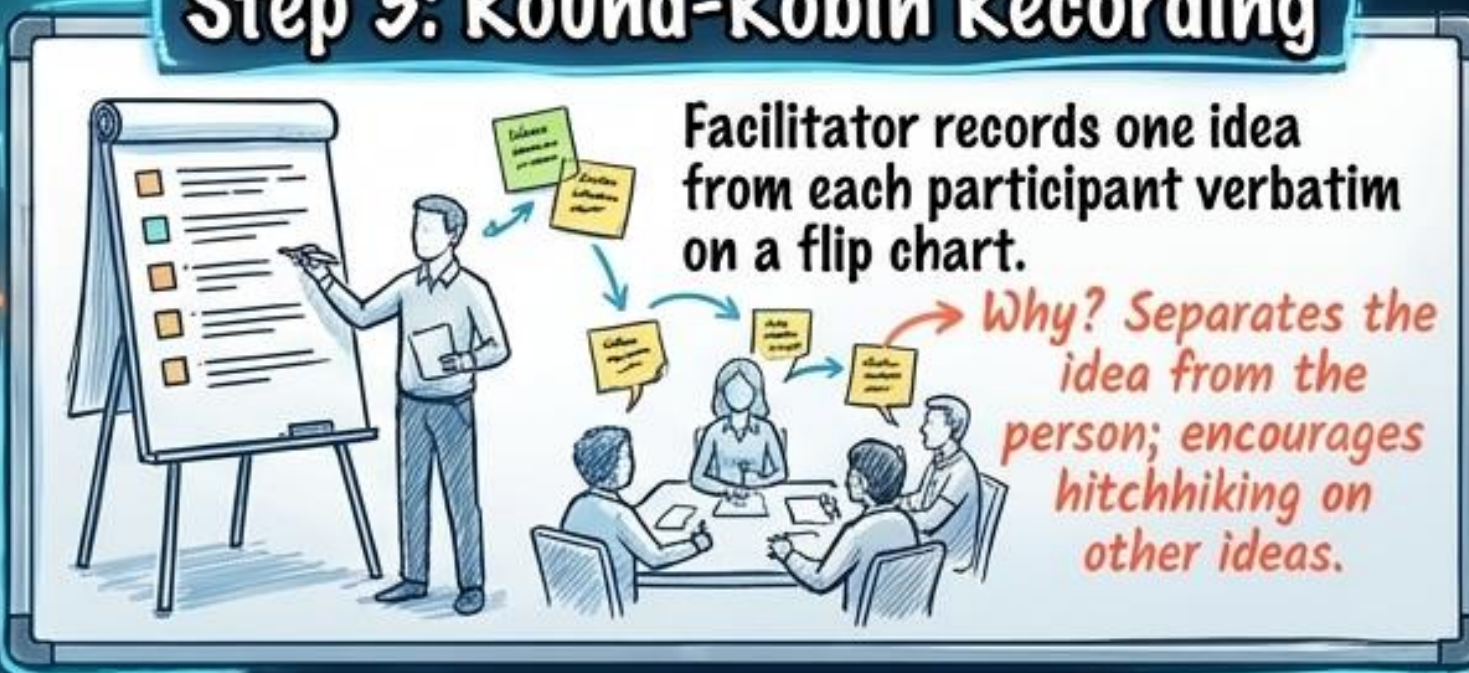 Step 3: Round-Robin Recording
Facilitator records one idea
from each participant verbatim
on a flip chart.
Why? Separates the
idea from the
person; encourages
hitchhiking on
other ideas.